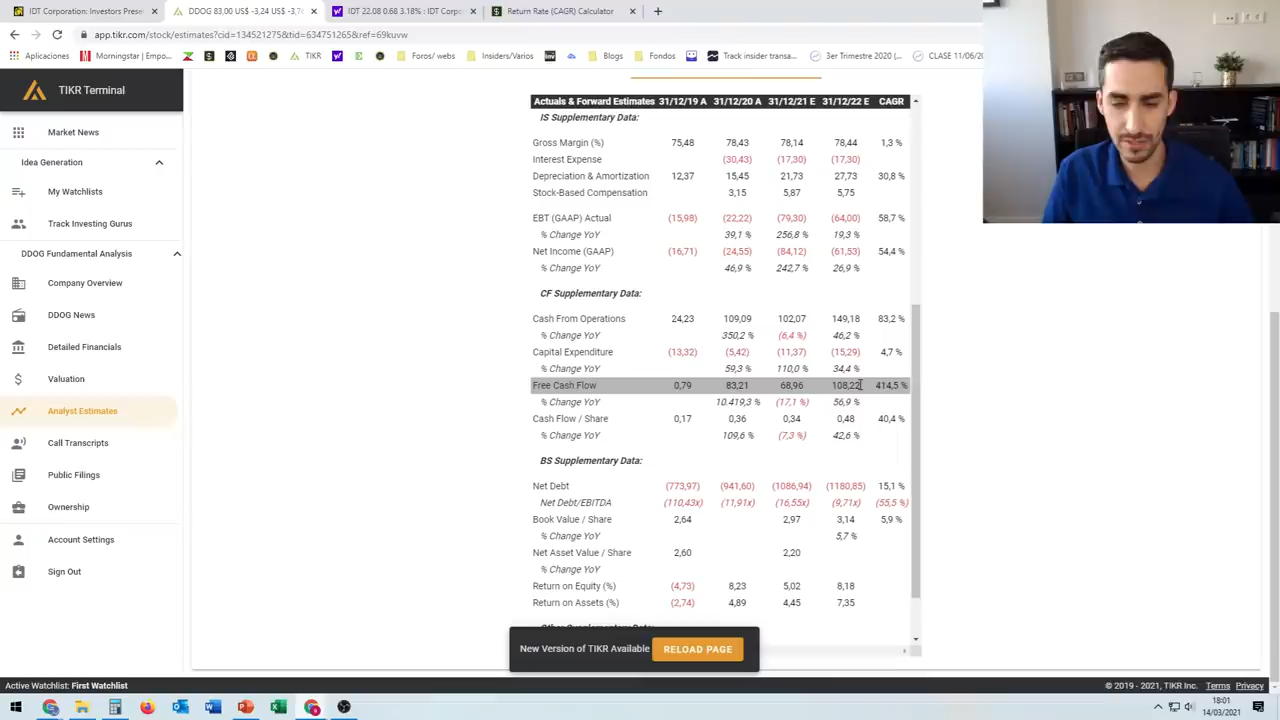 IDT Corporation: Investors Prese
DDOG 83,00 US$ -3,24 US$ -3,7
IDT 22.08 0.68 3.18% : IDT Corpo
Return Rate (CAGR) Calculator
app.tikr.com/stock/estimates?cid=134521275&tid=634751265&ref=69kuvw
Aplicaciones
Morningstar | Empo...
TIKR
Foros/ webs
Insiders/Varios
Blogs
Fondos
Track insider transa...
3er Trimestre 2020 (...
CLASE 11/06
TIKR Terminal
Market News
Idea Generation
My Watchlists
Track Investing Gurus
DDOG Fundamental Analysis
Company Overview
DDOG News
Detailed Financials
Valuation
Analyst Estimates
Call Transcripts
Public Filings
Ownership
Account Settings
Sign Out
Actuals & Forward Estimates 31/12/19 A 31/12/20 A 31/12/21 E 31/12/22 E CAGR
IS Supplementary Data:
Gross Margin (%) 75,48 78,43 78,14 78,44 1,3 %
Interest Expense (30,43) (17,30) (17,30)
Depreciation & Amortization 12,37 15,45 21,73 27,73 30,8 %
Stock-Based Compensation 3,15 5,87 5,75
EBT (GAAP) Actual (15,98) (22,22) (79,30) (64,00) 58,7 %
% Change YoY 39,1 % 256,8 % 19,3 %
Net Income (GAAP) (16,71) (24,55) (84,12) (61,53) 54,4 %
% Change YoY 46,9 % 242,7 % 26,9 %
CF Supplementary Data:
Cash From Operations 24,23 109,09 102,07 149,18 83,2 %
% Change YoY 350,2 % (6,4 %) 46,2 %
Capital Expenditure (13,32) (5,42) (11,37) (15,29) 4,7 %
% Change YoY 59,3 % 110,0 % 34,4 %
Free Cash Flow 0,79 83,21 68,96 108,22 414,5 %
% Change YoY 10.419,3 % (17,1 %) 56,9 %
Cash Flow / Share 0,17 0,36 0,34 0,48 40,4 %
% Change YoY 109,6 % (7,3 %) 42,6 %
BS Supplementary Data:
Net Debt (773,97) (941,60) (1086,94) (1180,85) 15,1 %
Net Debt/EBITDA (110,43x) (11,91x) (16,55x) (9,71x) (55,5 %)
Book Value / Share 2,64 2,97 3,14 5,9 %
% Change YoY 5,7 %
Net Asset Value / Share 2,60 2,20
% Change YoY
Return on Equity (%) (4,73) 8,23 5,02 8,18
Return on Assets (%) (2,74) 4,89 4,45 7,35
New Version of TIKR Available RELOAD PAGE
Active Watchlist: First Watchlist
© 2019 - 2021, TIKR Inc. Terms Privacy
18:01
14/03/2021